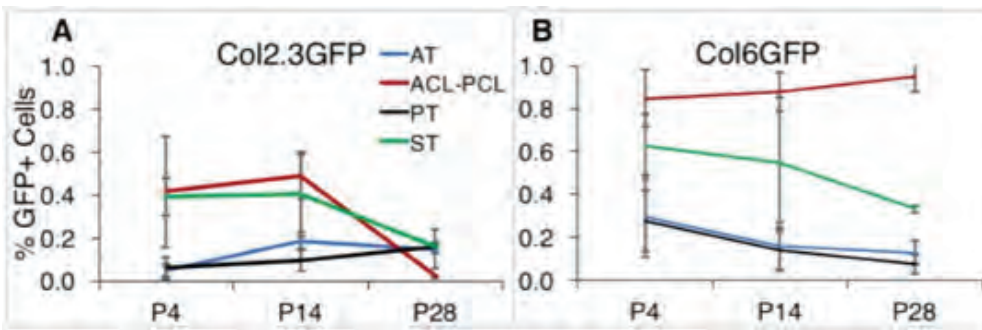 A
Col2.3GFP
AT
ACL-PCL
PT
ST
% GFP+ Cells
1.0
0.8
0.6
0.4
0.2
0.0
P4 P14 P28
B
Col6GFP
1.0
0.8
0.6
0.4
0.2
0.0
P4 P14 P28